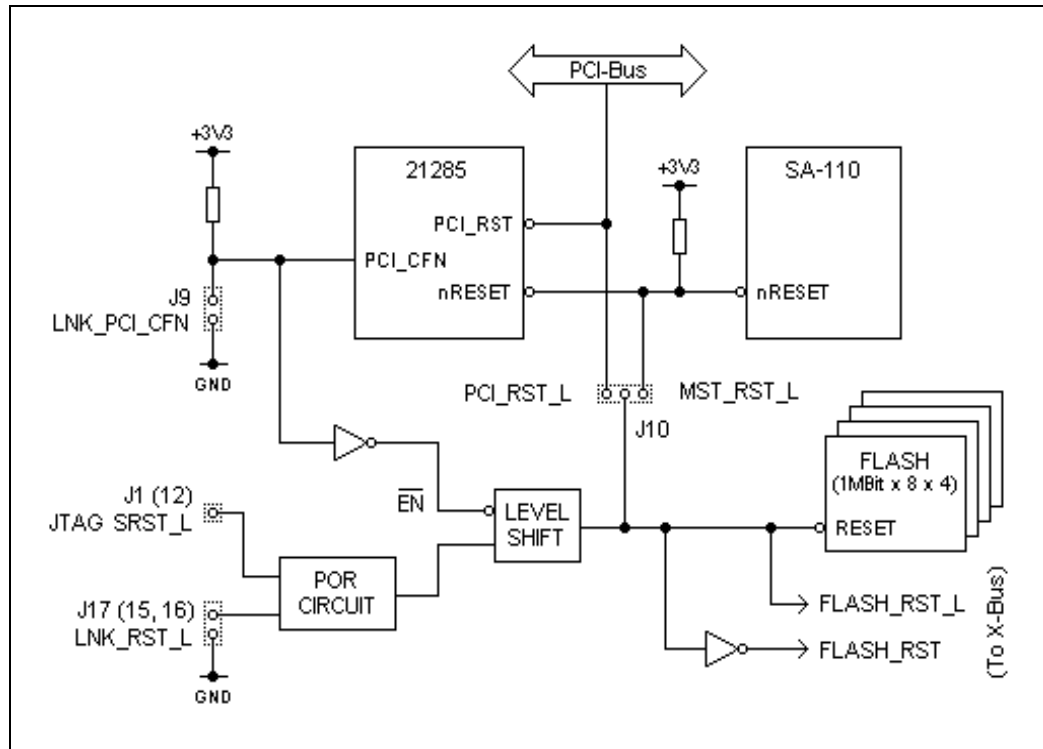 PCI-Bus
+3V3
21285
PCI_RST
PCI_CFN
nRESET
+3V3
SA-110
nRESET
J9
LNK_PCI_CFN
GND
PCI_RST_L
MST_RST_L
J10
FLASH
(1MBit x 8 x 4)
RESET
J1 (12)
JTAG SRST_L
EN
LEVEL
SHIFT
POR
CIRCUIT
J17 (15, 16)
LNK_RST_L
GND
FLASH_RST_L
FLASH_RST
(To X-Bus)